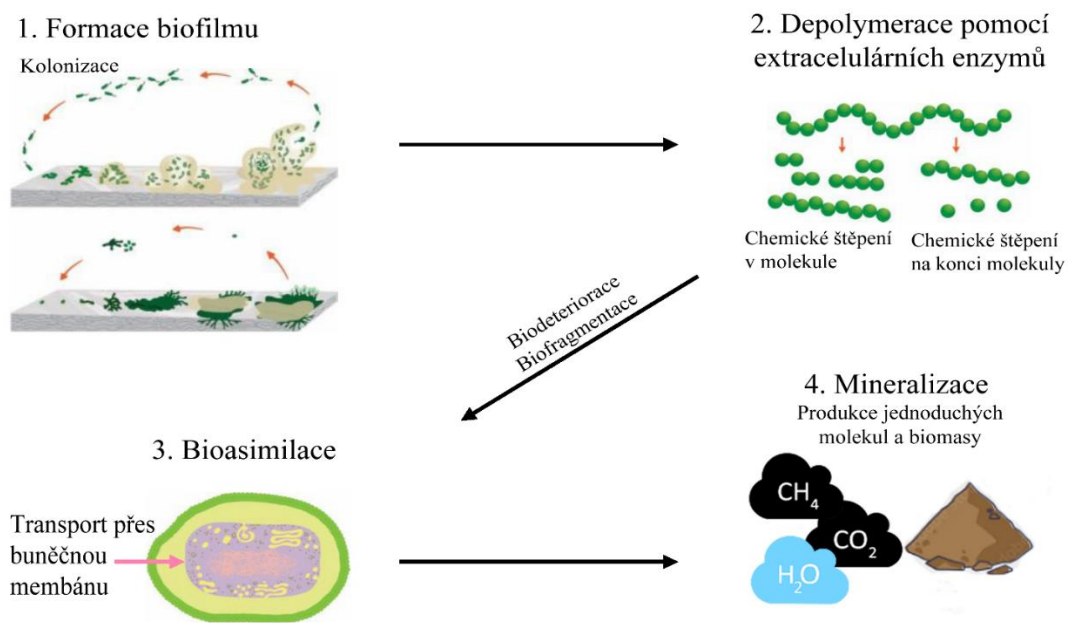 1. Formace biofilmu
Kolonizace
2. Depolymerace pomocí
extracelulárních enzymů
Chemické štěpení
v molekule
Chemické štěpení
na konci molekuly
Biodeteriorace
Biofragmentace
3. Bioasimilace
Transport přes
buněčnou
membánu
4. Mineralizace
Produkce jednoduchých
molekul a biomasy
CH₄
CO₂
H₂O